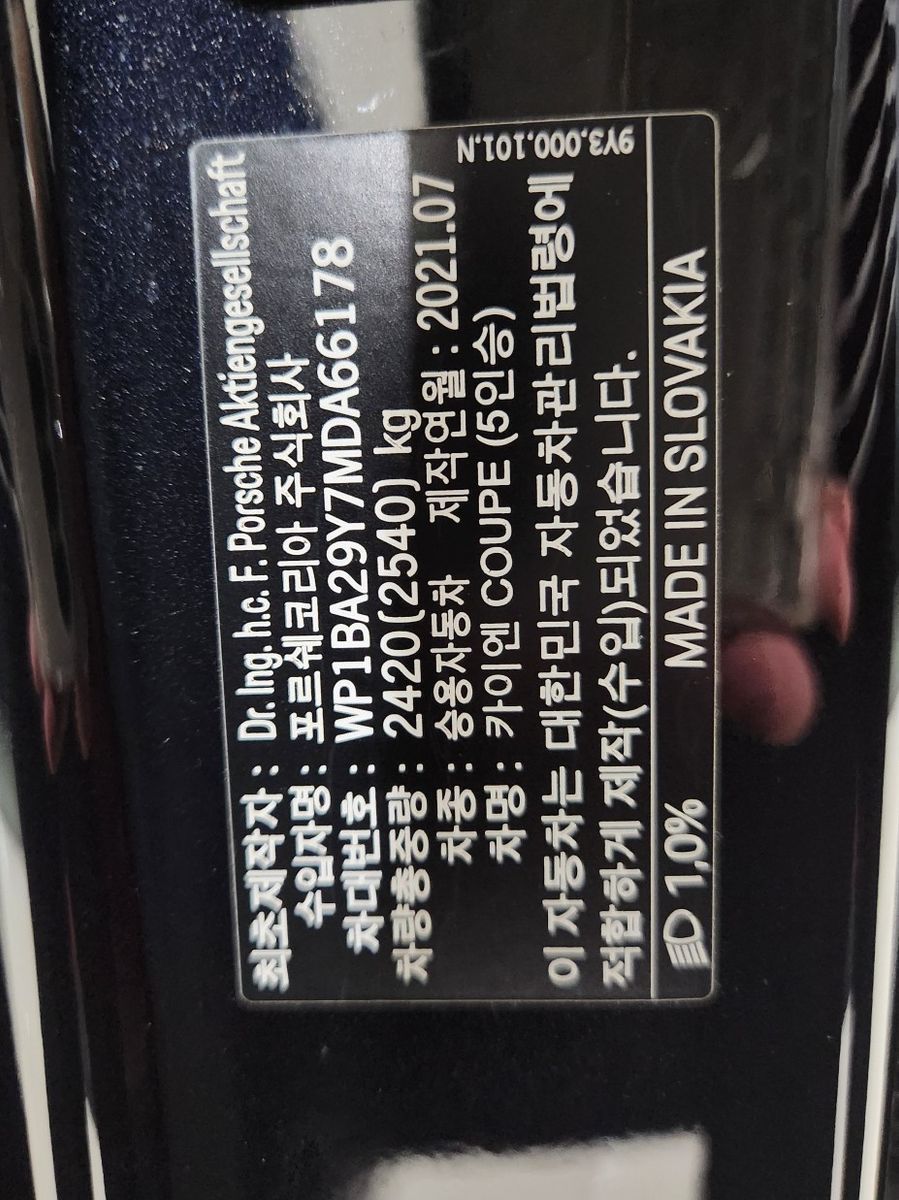 최초제작자 : Dr. Ing. h.c. F. Porsche Aktiengesellschaft
수입자명 : 포르쉐코리아 주식회사
차대번호 : WP1BA29Y7MDA66178
차량총중량 : 2420(2540) kg
차종 : 승용자동차 제작연월 : 2021.07
차명 : 카이엔 COUPE (5인승)
이 자동차는 대한민국 자동차관리법령에
적합하게 제작(수입)되었습니다.
1,0% MADE IN SLOVAKIA
9Y3.000.101.N